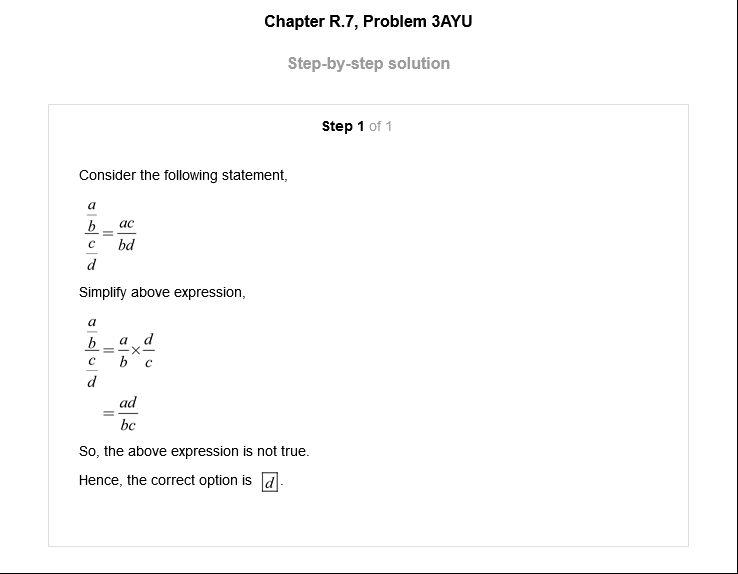 Chapter R.7, Problem 3AYU
Step-by-step solution
Step 1 of 1
Consider the following statement,
\frac{\frac{a}{b}}{\frac{c}{d}}=\frac{ac}{bd}
Simplify above expression,
\frac{\frac{a}{b}}{\frac{c}{d}}=\frac{a}{b}×\frac{d}{c}
=\frac{ad}{bc}
So, the above expression is not true.
Hence, the correct option is d.